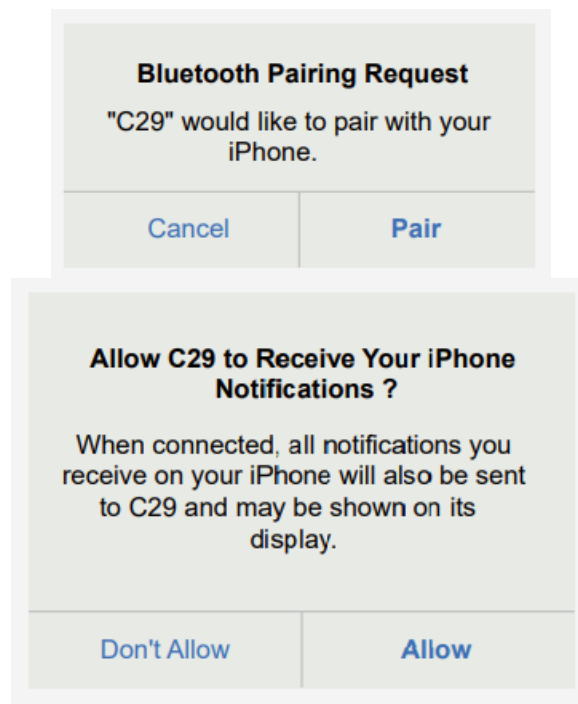 Bluetooth Pairing Request
"C29" would like to pair with your
iPhone.
Cancel
Pair
Allow C29 to Receive Your iPhone
Notifications ?
When connected, all notifications you
receive on your iPhone will also be sent
to C29 and may be shown on its
display.
Don't Allow
Allow